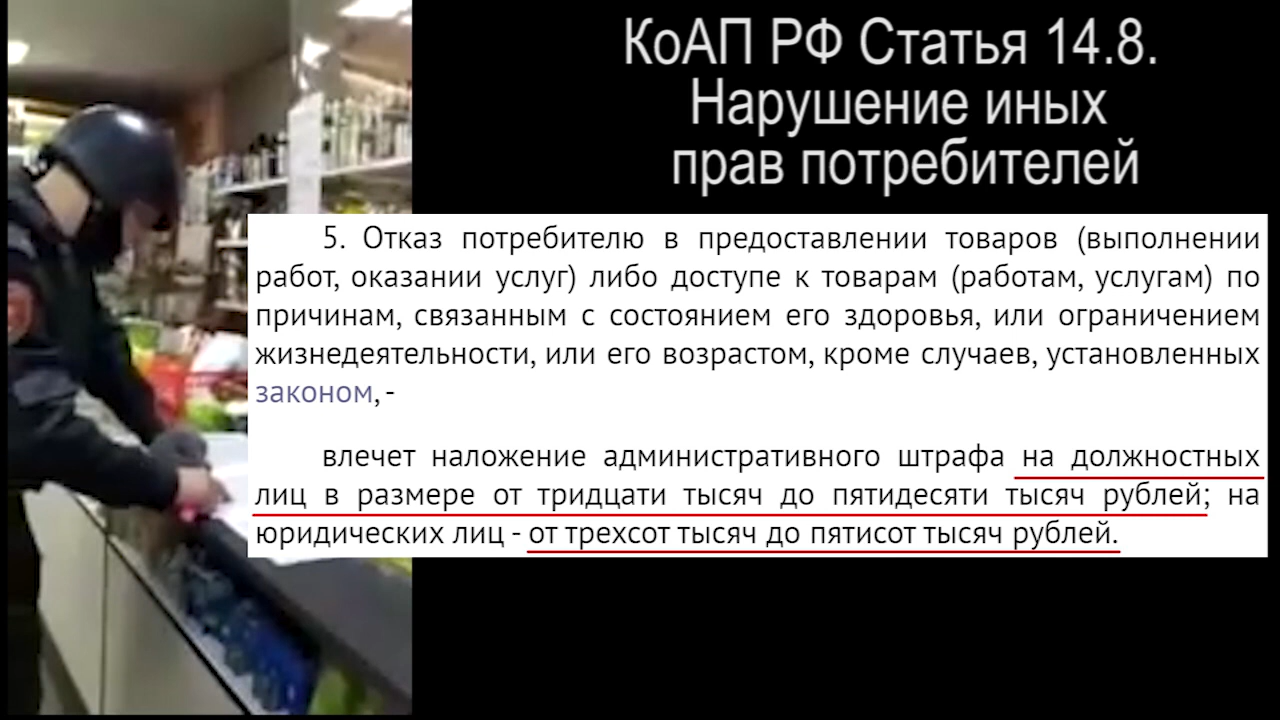 КоАП РФ Статья 14.8.
Нарушение иных
прав потребителей
5. Отказ потребителю в предоставлении товаров (выполнении
работ, оказании услуг) либо доступе к товарам (работам, услугам) по
причинам, связанным с состоянием его здоровья, или ограничением
жизнедеятельности, или его возрастом, кроме случаев, установленных
законом, -
влечет наложение административного штрафа на должностных
лиц в размере от тридцати тысяч до пятидесяти тысяч рублей; на
юридических лиц - от трехсот тысяч до пятисот тысяч рублей.